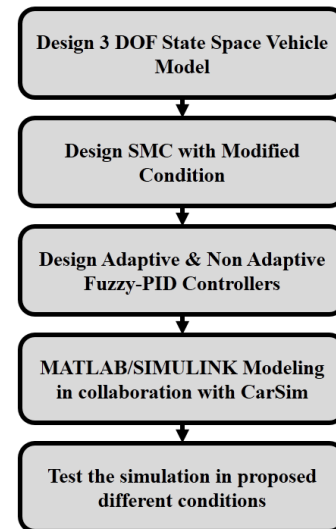 Design 3 DOF State Space Vehicle
Model
Design SMC with Modified
Condition
Design Adaptive & Non Adaptive
Fuzzy-PID Controllers
MATLAB/SIMULINK Modeling
in collaboration with CarSim
Test the simulation in proposed
different conditions